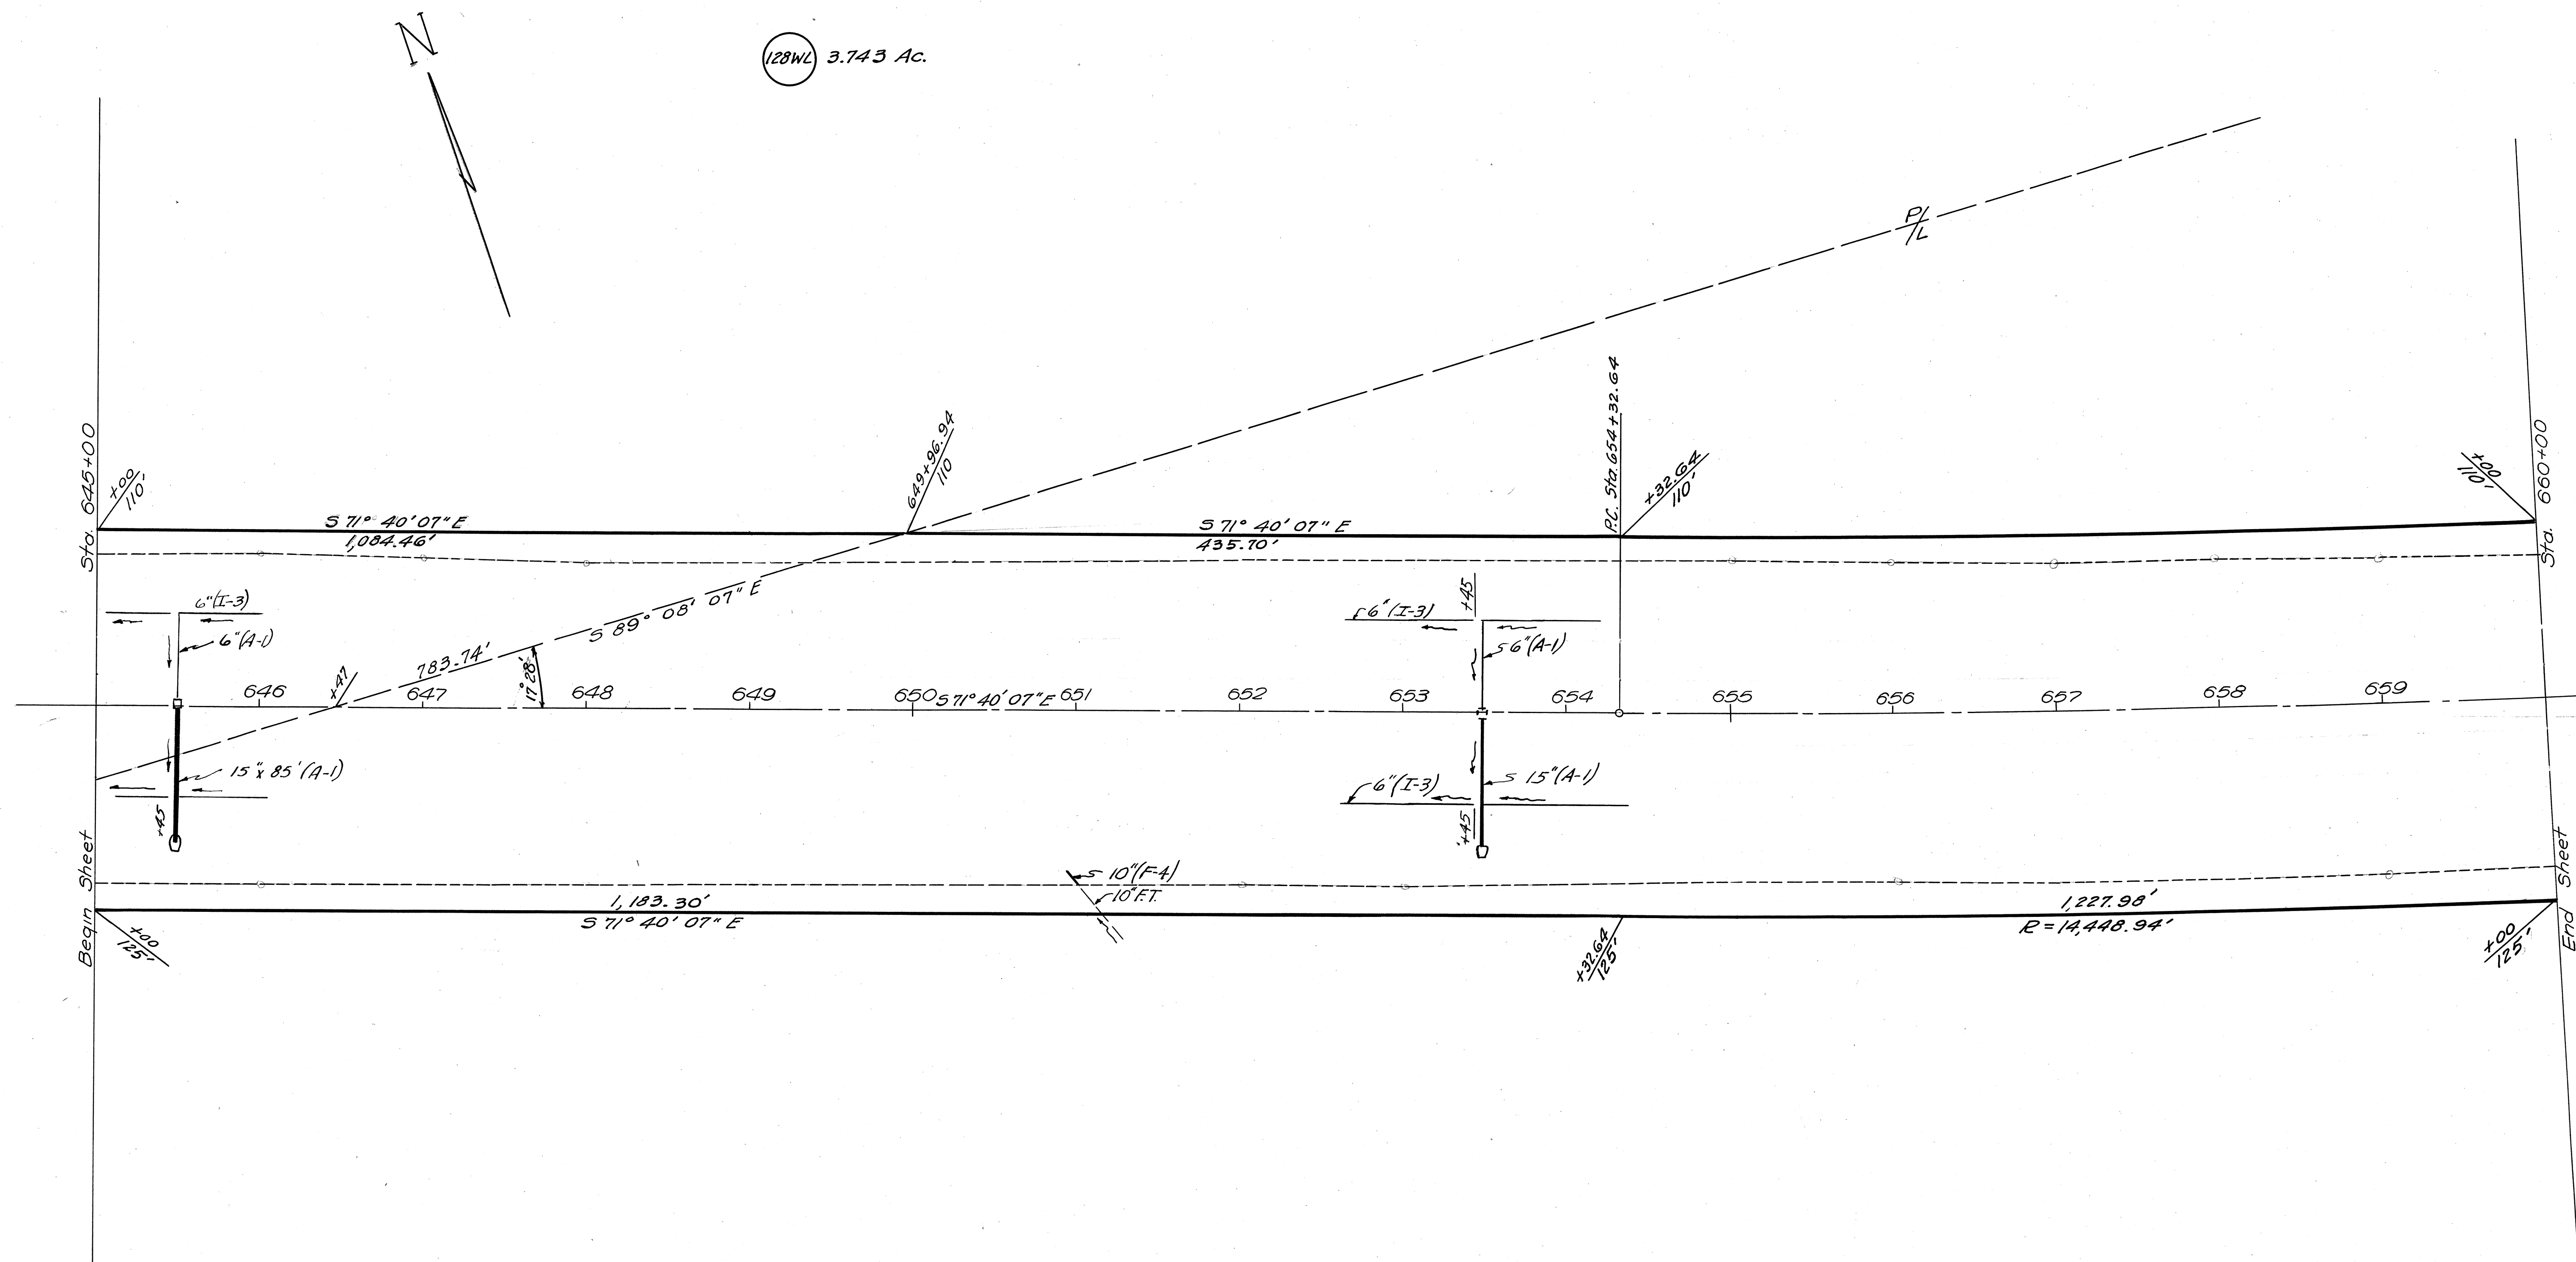 N
128WL 3.743 Ac.
P/L
Sta. 645+00
+00
110'
649+96.94
110
P.C. Sta. 654+32.64
+32.64
110'
+00
110'
Sta. 660+00
S 71° 40' 07" E
1,084.46'
S 71° 40' 07" E
435.70'
6"(I-3)
6"(A-1)
S 89° 08' 07" E
783.74'
17° 28'
+45
6"(I-3)
6"(A-1)
646
+47
647
648
649
650
S 71° 40' 07" E
651
652
653
654
655
656
657
658
659
15"x 85'(A-1)
+45
6"(I-3)
15"(A-1)
+45
Begin Sheet
10"(F-4)
10" F.T.
1,183.30'
S 71° 40' 07" E
1,227.98'
R = 14,448.94'
+00
125'
+32.64
125'
+00
125'
End Sheet